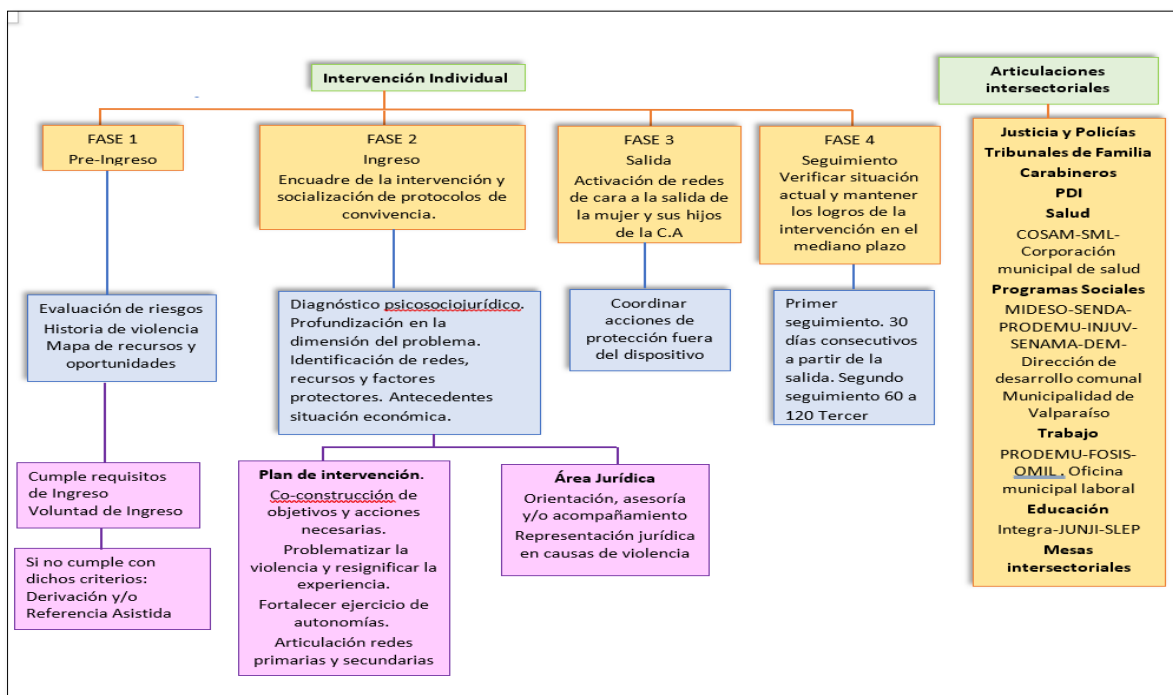 Intervención Individual
FASE 1
Pre-Ingreso
Evaluación de riesgos
Historia de violencia
Mapa de recursos y
oportunidades
Cumple requisitos
de Ingreso
Voluntad de Ingreso
Si no cumple con
dichos criterios:
Derivación y/o
Referencia Asistida
FASE 2
Ingreso
Encuadre de la intervención y
socialización de protocolos de
convivencia.
Diagnóstico psicosociojurídico.
Profundización en la
dimensión del problema.
Identificación de redes,
recursos y factores
protectores. Antecedentes
situación económica.
Plan de intervención.
Co-construcción de
objetivos y acciones
necesarias.
Problematizar la
violencia y resignificar la
experiencia.
Fortalecer ejercicio de
autonomías.
Articulación redes
primarias y secundarias
Área Jurídica
Orientación, asesoría
y/o acompañamiento
Representación jurídica
en causas de violencia
FASE 3
Salida
Activación de redes
de cara a la salida de
la mujer y sus hijos
de la C.A
Coordinar
acciones de
protección fuera
del dispositivo
FASE 4
Seguimiento
Verificar situación
actual y mantener
los logros de la
intervención en el
mediano plazo
Primer
seguimiento. 30
días consecutivos
a partir de la
salida. Segundo
seguimiento 60 a
120 Tercer
Articulaciones
intersectoriales
Justicia y Policías
Tribunales de Familia
Carabineros
PDI
Salud
COSAM-SML-
Corporación
municipal de salud
Programas Sociales
MIDESO-SENDA-
PRODEMU-INJUV-
SENAMA-DEM-
Dirección de
desarrollo comunal
Municipalidad de
Valparaíso
Trabajo
PRODEMU-FOSIS-
OMIL . Oficina
municipal laboral
Educación
Integra-JUNJI-SLEP
Mesas
intersectoriales